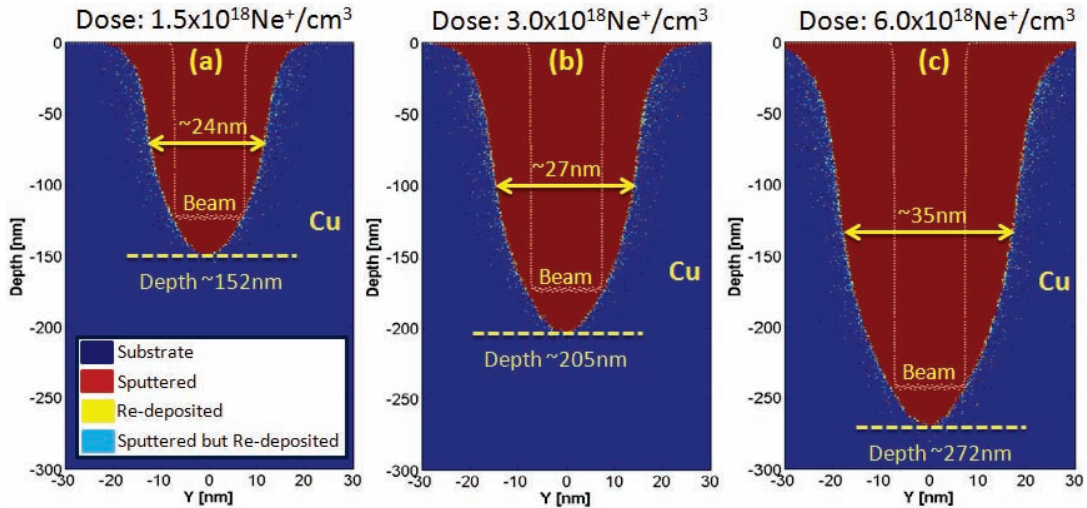 Dose: 1.5x10¹⁸Ne⁺/cm³
Dose: 3.0x10¹⁸Ne⁺/cm³
Dose: 6.0x10¹⁸Ne⁺/cm³
(a)
~24nm
Beam
Cu
Depth ~152nm
Substrate
Sputtered
Re-deposited
Sputtered but Re-deposited
Depth [nm]
0
-50
-100
-150
-200
-250
-300
-30 -20 -10 0 10 20 30
Y [nm]
(b)
~27nm
Beam
Cu
Depth ~205nm
Depth [nm]
0
-50
-100
-150
-200
-250
-300
-30 -20 -10 0 10 20 30
Y [nm]
(c)
~35nm
Cu
Beam
Depth ~272nm
Depth [nm]
0
-50
-100
-150
-200
-250
-300
-30 -20 -10 0 10 20 30
Y [nm]